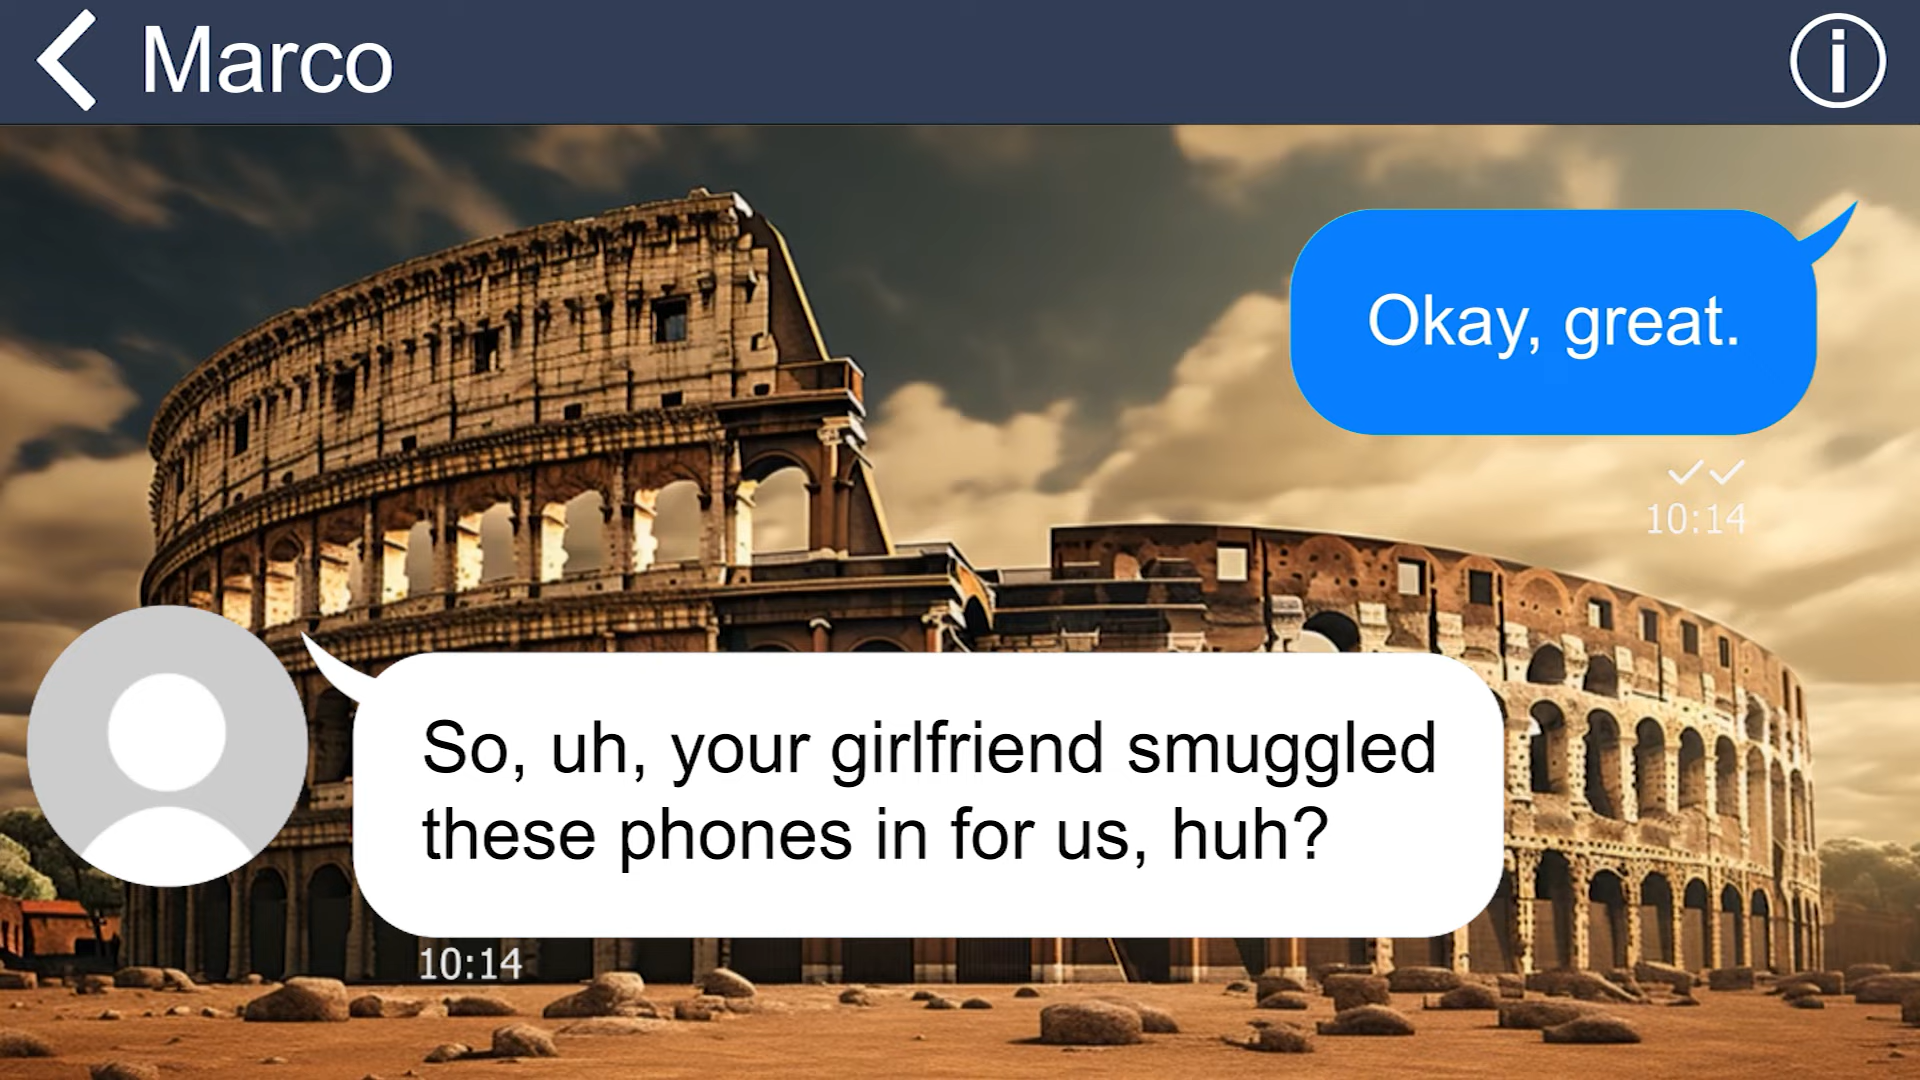 Marco
Okay, great.
10:14
So, uh, your girlfriend smuggled
these phones in for us, huh?
10:14